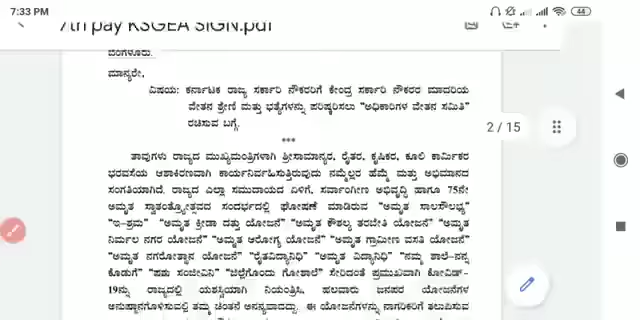 7:33 PM
44
7th pay KSGEA SIGN.pdf
ಬೆಂಗಳೂರು.
ಮಾನ್ಯರೇ,
ವಿಷಯ: ಕರ್ನಾಟಕ ರಾಜ್ಯ ಸರ್ಕಾರಿ ನೌಕರರಿಗೆ ಕೇಂದ್ರ ಸರ್ಕಾರಿ ನೌಕರರ ಮಾದರಿಯ
ವೇತನ ಶ್ರೇಣಿ ಮತ್ತು ಭತ್ಯೆಗಳನ್ನು ಪರಿಷ್ಕರಿಸಲು "ಅಧಿಕಾರಿಗಳ ವೇತನ ಸಮಿತಿ"
ರಚಿಸುವ ಬಗ್ಗೆ.
2 / 15
***
ತಾವುಗಳು ರಾಜ್ಯದ ಮುಖ್ಯಮಂತ್ರಿಗಳಾಗಿ ಶ್ರೀಸಾಮಾನ್ಯರ, ರೈತರ, ಕೃಷಿಕರ, ಕೂಲಿ ಕಾರ್ಮಿಕರ
ಭರವಸೆಯ ಆಶಾಕಿರಣವಾಗಿ ಕಾರ್ಯನಿರ್ವಹಿಸುತ್ತಿರುವುದು ನಮ್ಮೆಲ್ಲರ ಹೆಮ್ಮೆ ಮತ್ತು ಅಭಿಮಾನದ
ಸಂಗತಿಯಾಗಿದೆ. ರಾಜ್ಯದ ಎಲ್ಲಾ ಸಮುದಾಯದ ಏಳಿಗೆ, ಸರ್ವಾಂಗೀಣ ಅಭಿವೃದ್ಧಿ ಹಾಗೂ 75ನೇ
ಅಮೃತ ಸ್ವಾತಂತ್ರ್ಯೋತ್ಸವದ ಸಂದರ್ಭದಲ್ಲಿ ಘೋಷಣೆ ಮಾಡಿರುವ "ಅಮೃತ ಸಾಲಸೌಲಭ್ಯ"
"ಇ-ಶ್ರಮ" "ಅಮೃತ ಕ್ರೀಡಾ ದತ್ತು ಯೋಜನೆ" "ಅಮೃತ ಕೌಶಲ್ಯ ತರಬೇತಿ ಯೋಜನೆ" "ಅಮೃತ
ನಿರ್ಮಲ ನಗರ ಯೋಜನೆ" "ಅಮೃತ ಆರೋಗ್ಯ ಯೋಜನೆ" "ಅಮೃತ ಗ್ರಾಮೀಣ ವಸತಿ ಯೋಜನೆ"
"ಅಮೃತ ನಗರೋತ್ಥಾನ ಯೋಜನೆ" "ರೈತವಿದ್ಯಾನಿಧಿ" "ಅಮೃತ ವಿದ್ಯಾನಿಧಿ" "ನಮ್ಮ ಶಾಲೆ-ನನ್ನ
ಕೊಡುಗೆ" "ಪಶು ಸಂಜೀವಿನಿ" "ಜಿಲ್ಲೆಗೊಂದು ಗೋಶಾಲೆ" ಸೇರಿದಂತೆ ಪ್ರಮುಖವಾಗಿ ಕೋವಿಡ್-
19ನ್ನು ರಾಜ್ಯದಲ್ಲಿ ಯಶಸ್ವಿಯಾಗಿ ನಿಯಂತ್ರಿಸಿ, ಹಲವಾರು ಜನಪರ ಯೋಜನೆಗಳ
ಅನುಷ್ಠಾನಗೊಳಿಸುವಲ್ಲಿ ತಮ್ಮ ಚಿಂತನೆ ಅನನ್ಯವಾದದ್ದು. ಈ ಯೋಜನೆಗಳನ್ನು ನಾಗರಿಕರಿಗೆ ತಲುಪಿಸುವ